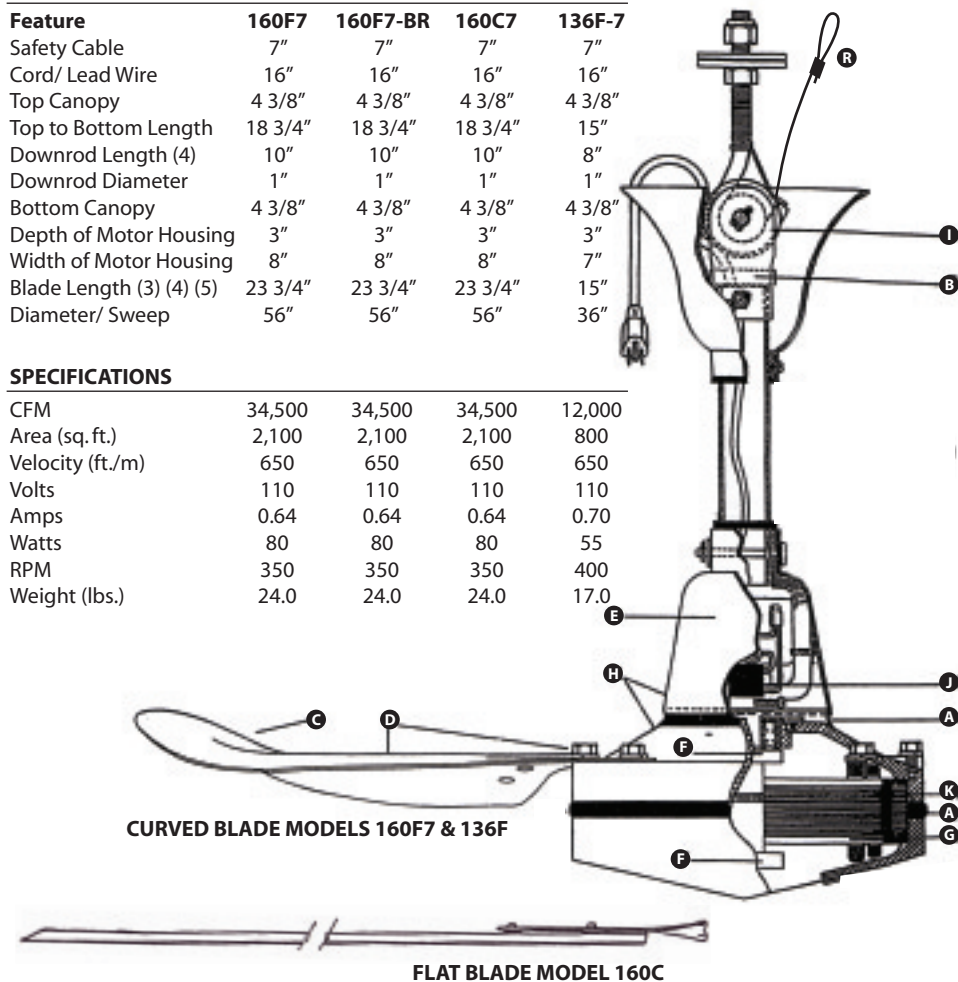 Feature 160F7 160F7-BR 160C7 136F-7
Safety Cable 7” 7” 7” 7”
Cord/ Lead Wire 16” 16” 16” 16”
Top Canopy 4 3/8” 4 3/8” 4 3/8” 4 3/8”
Top to Bottom Length 18 3/4” 18 3/4” 18 3/4” 15”
Downrod Length (4) 10” 10” 10” 8”
Downrod Diameter 1” 1” 1” 1”
Bottom Canopy 4 3/8” 4 3/8” 4 3/8” 4 3/8”
Depth of Motor Housing 3” 3” 3” 3”
Width of Motor Housing 8” 8” 8” 7”
Blade Length (3) (4) (5) 23 3/4” 23 3/4” 23 3/4” 15”
Diameter/ Sweep 56” 56” 56” 36”
SPECIFICATIONS
CFM 34,500 34,500 34,500 12,000
Area (sq. ft.) 2,100 2,100 2,100 800
Velocity (ft./m) 650 650 650 650
Volts 110 110 110 110
Amps 0.64 0.64 0.64 0.70
Watts 80 80 80 55
RPM 350 350 350 400
Weight (lbs.) 24.0 24.0 24.0 17.0
R
I
B
E
H
J
C
D
A
F
K
A
G
F
CURVED BLADE MODELS 160F7 & 136F
FLAT BLADE MODEL 160C